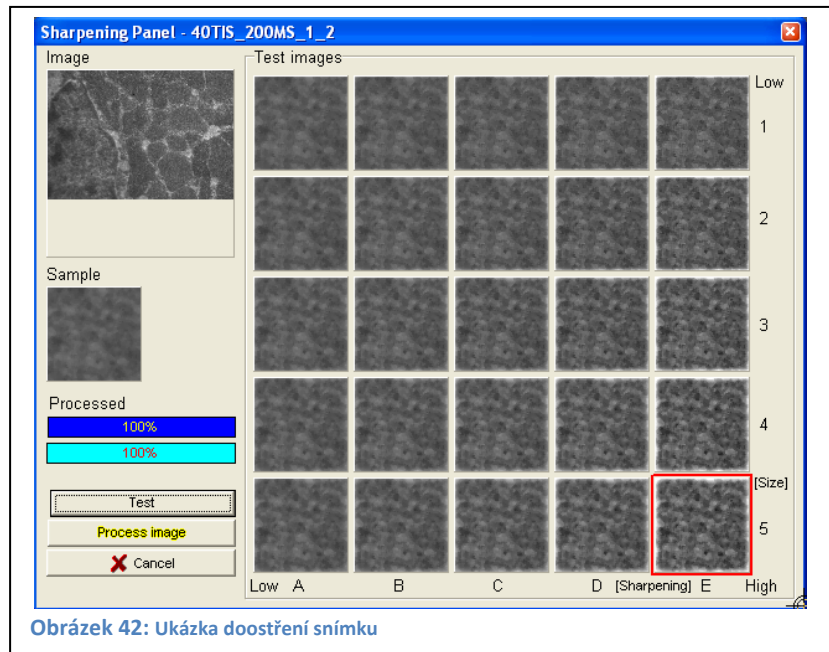 Sharpening Panel - 40TIS_200MS_1_2
Image
Test images
Low
1
2
Sample
3
Processed
100%
4
100%
[Size]
Test
5
Process image
Cancel
Low A B C D [Sharpening] E High
Obrázek 42: Ukázka doostření snímku